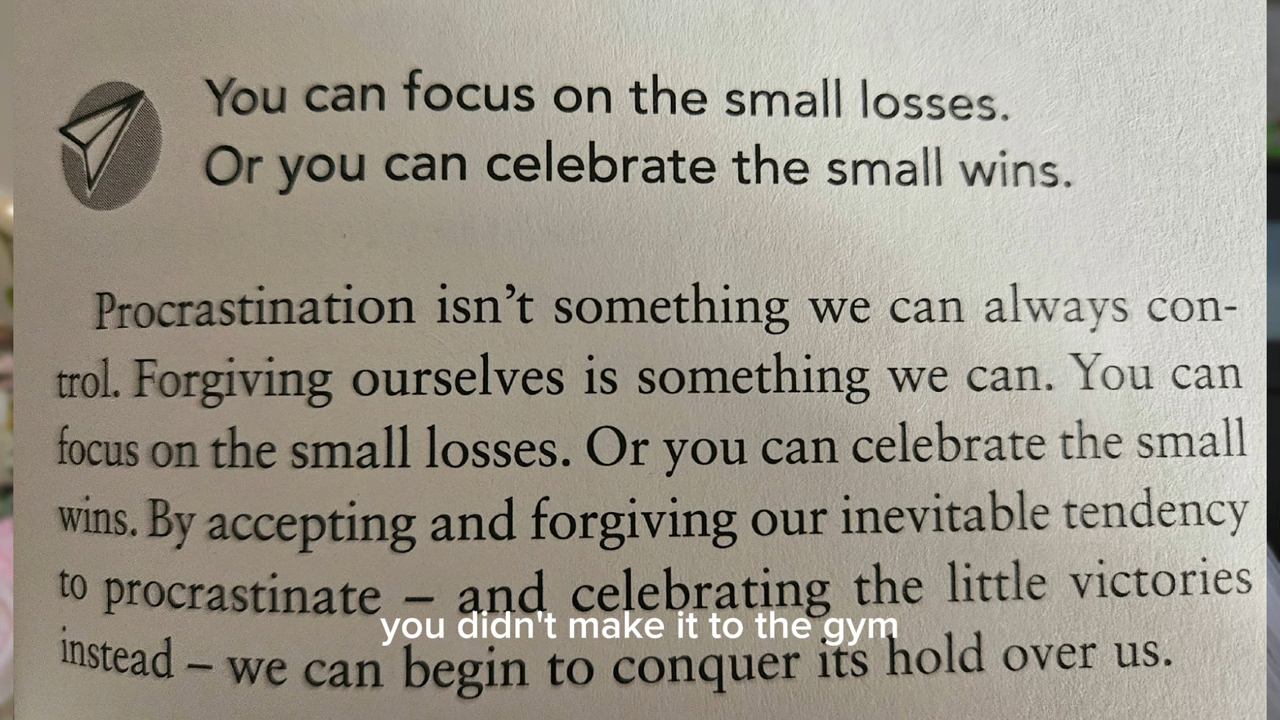 You can focus on the small losses.
Or you can celebrate the small wins.
Procrastination isn't something we can always con-
trol. Forgiving ourselves is something we can. You can
focus on the small losses. Or you can celebrate the small
wins. By accepting and forgiving our inevitable tendency
to procrastinate – and celebrating the little victories
you didn't make it to the gym
instead – we can begin to conquer its hold over us.